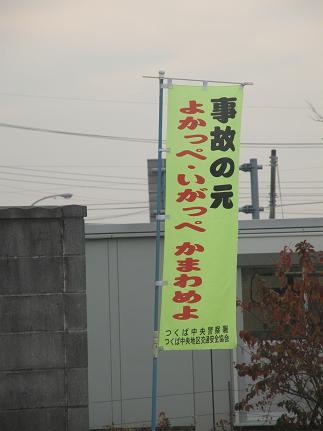 事故の元
よかっぺ・いがっぺ かまわめよ
つくば中央警察署
つくば中央地区交通安全協会